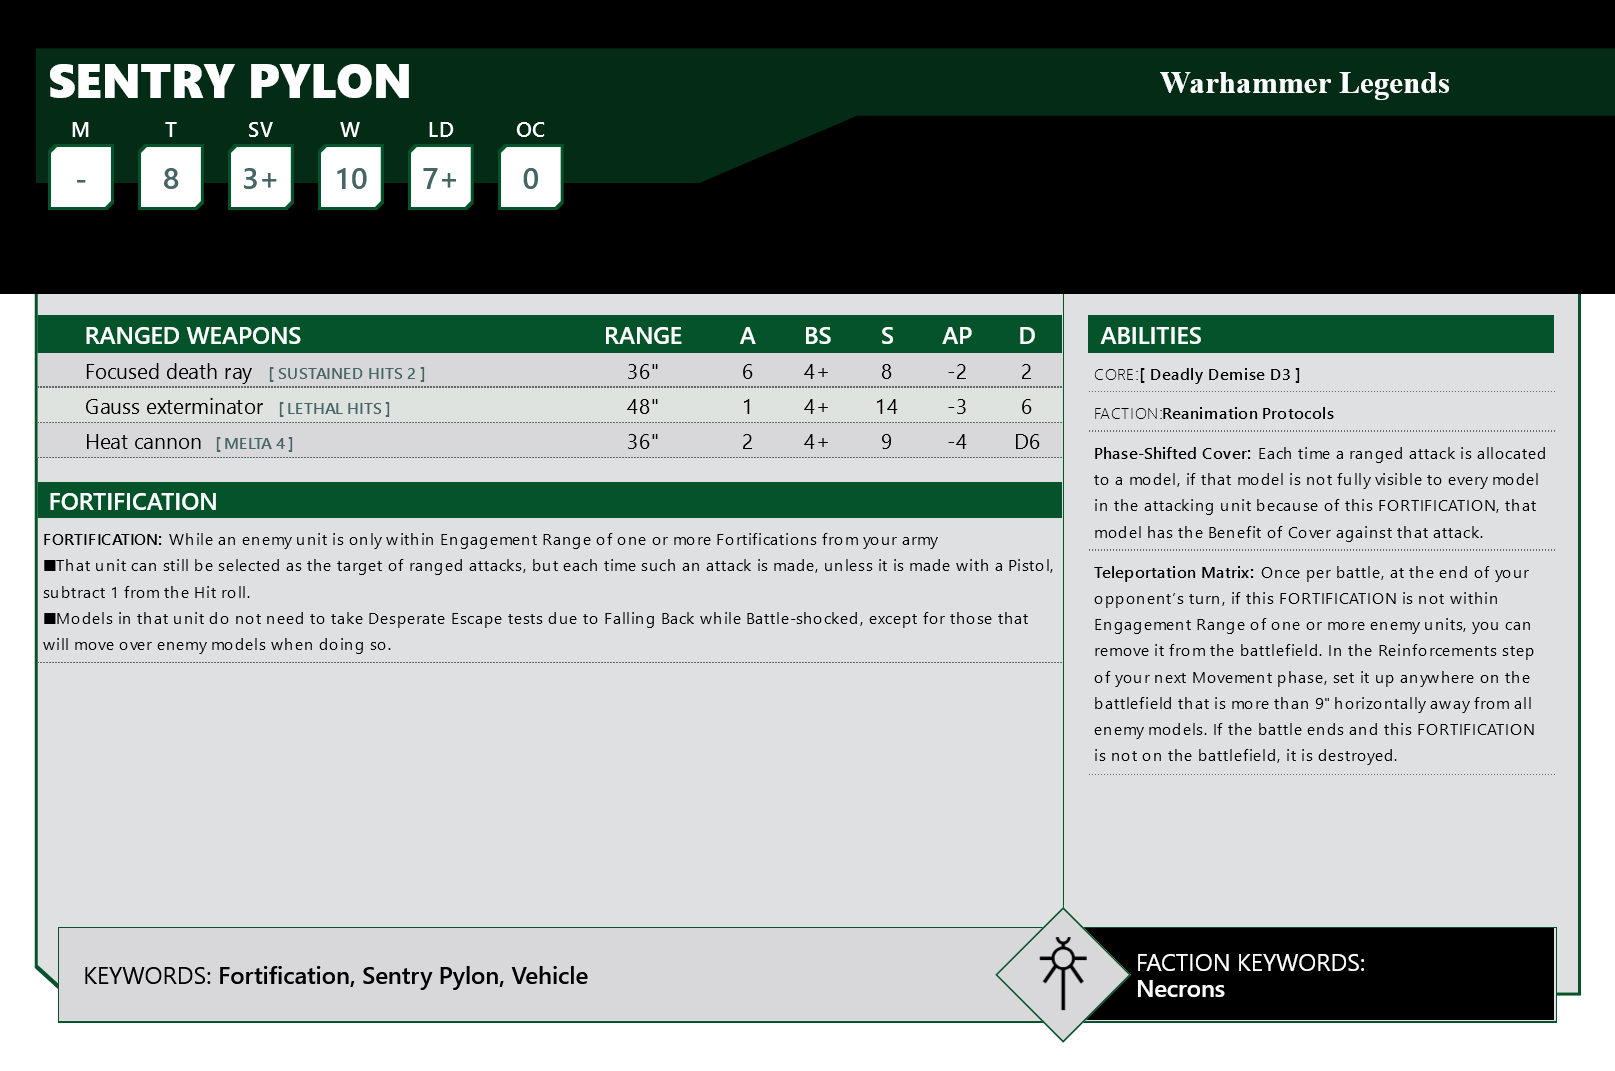 SENTRY PYLON
Warhammer Legends
M T SV W LD OC
- 8 3+ 10 7+ 0
RANGED WEAPONS RANGE A BS S AP D
Focused death ray [ SUSTAINED HITS 2 ] 36" 6 4+ 8 -2 2
Gauss exterminator [ LETHAL HITS ] 48" 1 4+ 14 -3 6
Heat cannon [ MELTA 4 ] 36" 2 4+ 9 -4 D6
FORTIFICATION
FORTIFICATION: While an enemy unit is only within Engagement Range of one or more Fortifications from your army
■That unit can still be selected as the target of ranged attacks, but each time such an attack is made, unless it is made with a Pistol,
subtract 1 from the Hit roll.
■Models in that unit do not need to take Desperate Escape tests due to Falling Back while Battle-shocked, except for those that
will move over enemy models when doing so.
ABILITIES
CORE:[ Deadly Demise D3 ]
FACTION:Reanimation Protocols
Phase-Shifted Cover: Each time a ranged attack is allocated
to a model, if that model is not fully visible to every model
in the attacking unit because of this FORTIFICATION, that
model has the Benefit of Cover against that attack.
Teleportation Matrix: Once per battle, at the end of your
opponent's turn, if this FORTIFICATION is not within
Engagement Range of one or more enemy units, you can
remove it from the battlefield. In the Reinforcements step
of your next Movement phase, set it up anywhere on the
battlefield that is more than 9" horizontally away from all
enemy models. If the battle ends and this FORTIFICATION
is not on the battlefield, it is destroyed.
KEYWORDS: Fortification, Sentry Pylon, Vehicle
FACTION KEYWORDS:
Necrons